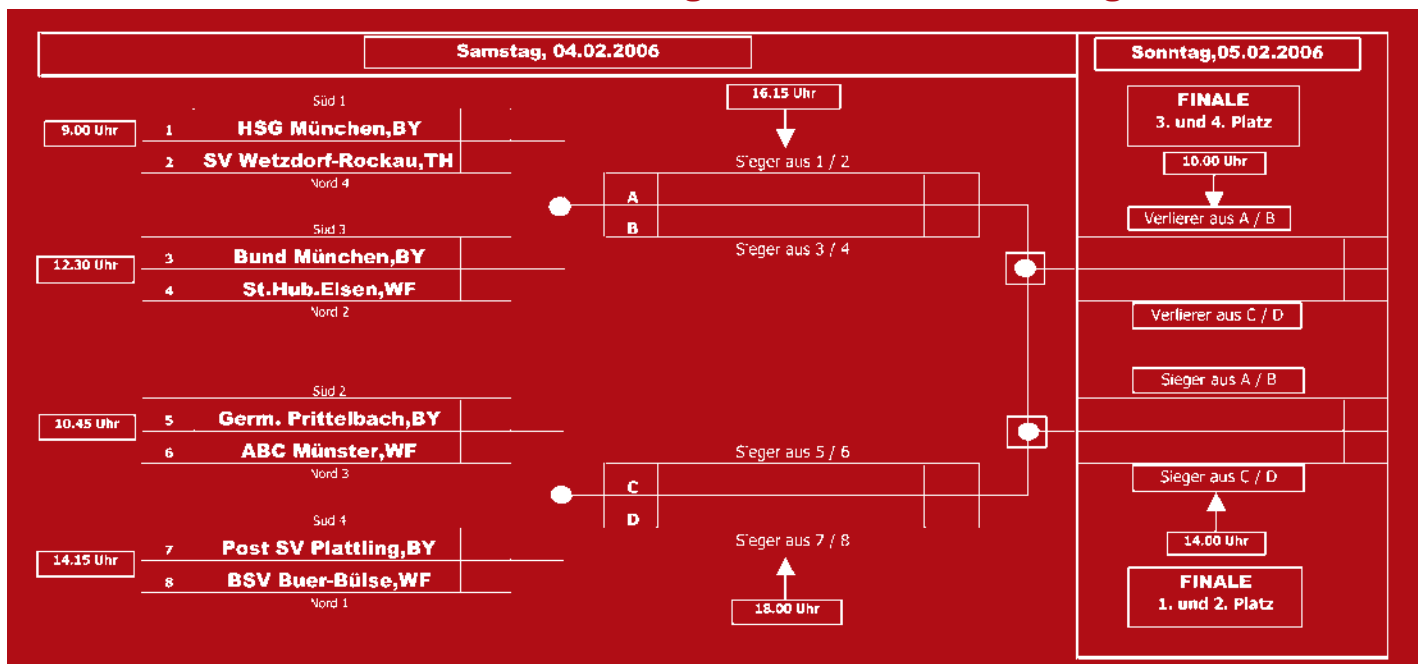 Samstag, 04.02.2006
Sonntag,05.02.2006
Süd 1
9.00 Uhr
1 HSG München,BY
2 SV Wetzdorf-Rockau,TH
Nord 4
Süd 3
12.30 Uhr
3 Bund München,BY
4 St.Hub.Elsen,WF
Nord 2
Süd 2
10.45 Uhr
5 Germ. Prittelbach,BY
6 ABC Münster,WF
Nord 3
Süd 4
14.15 Uhr
7 Post SV Plattling,BY
8 BSV Buer-Bülse,WF
Nord 1
16.15 Uhr
Sieger aus 1 / 2
A
B
Sieger aus 3 / 4
Sieger aus 5 / 6
C
D
Sieger aus 7 / 8
18.00 Uhr
FINALE
3. und 4. Platz
10.00 Uhr
Verlierer aus A / B
Verlierer aus C / D
Sieger aus A / B
Sieger aus C / D
14.00 Uhr
FINALE
1. und 2. Platz